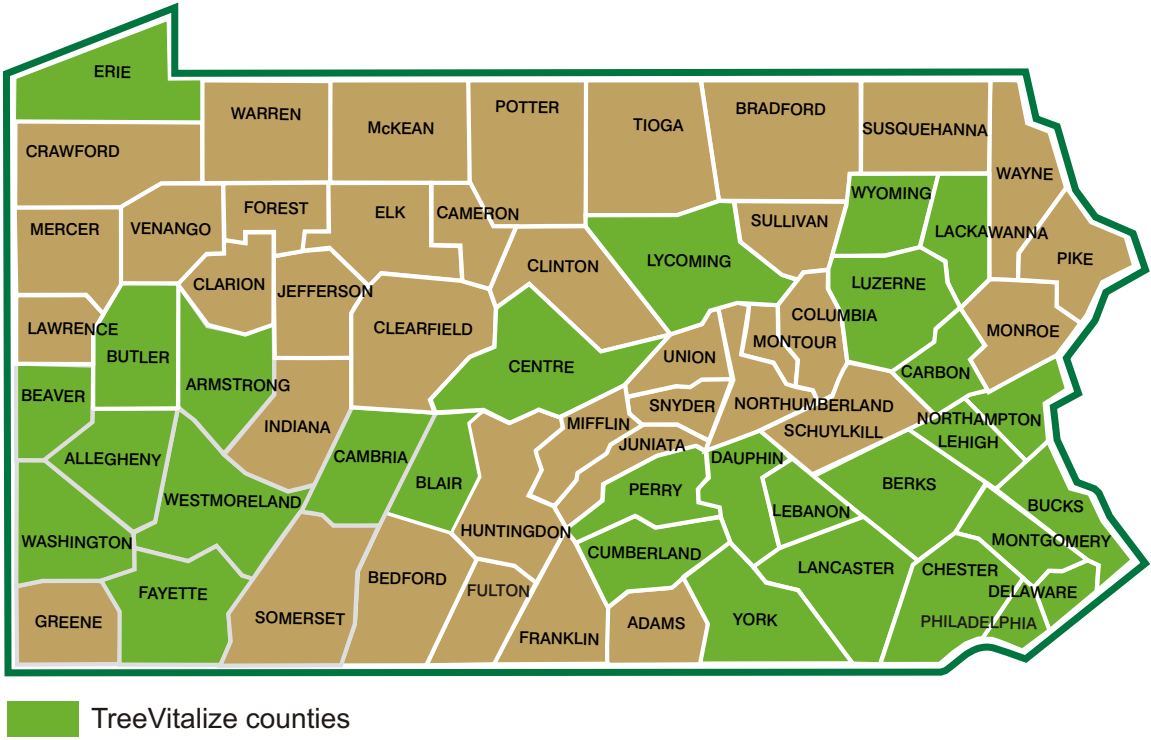 ERIE
WARREN
McKEAN
POTTER
TIOGA
BRADFORD
SUSQUEHANNA
CRAWFORD
WAYNE
WYOMING
FOREST
ELK
CAMERON
SULLIVAN
MERCER
VENANGO
LACKAWANNA
LYCOMING
PIKE
CLINTON
CLARION
JEFFERSON
LUZERNE
COLUMBIA
LAWRENCE
CLEARFIELD
MONROE
MONTOUR
BUTLER
UNION
CENTRE
CARBON
ARMSTRONG
BEAVER
SNYDER
NORTHUMBERLAND
NORTHAMPTON
MIFFLIN
INDIANA
SCHUYLKILL
LEHIGH
JUNIATA
CAMBRIA
DAUPHIN
ALLEGHENY
BLAIR
BERKS
PERRY
WESTMORELAND
BUCKS
LEBANON
HUNTINGDON
WASHINGTON
MONTGOMERY
CUMBERLAND
LANCASTER
CHESTER
BEDFORD
FULTON
DELAWARE
FAYETTE
SOMERSET
YORK
GREENE
ADAMS
PHILADELPHIA
FRANKLIN
TreeVitalize counties